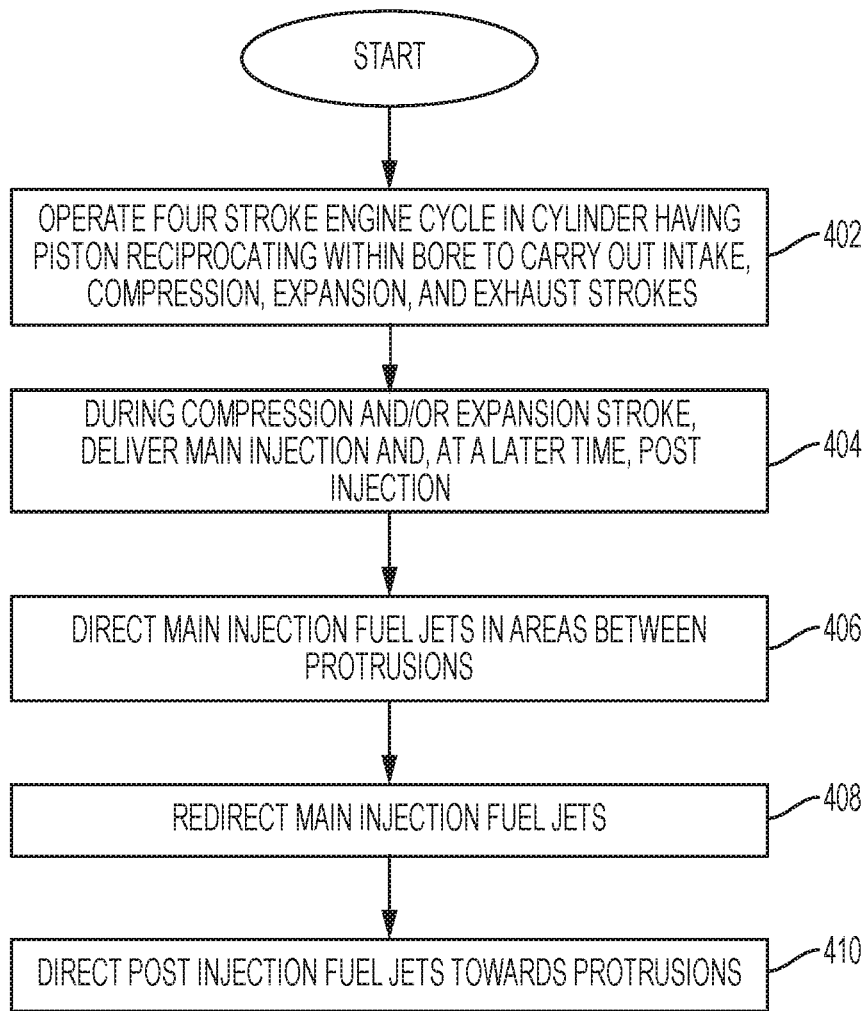 START
OPERATE FOUR STROKE ENGINE CYCLE IN CYLINDER HAVING
PISTON RECIPROCATING WITHIN BORE TO CARRY OUT INTAKE,
COMPRESSION, EXPANSION, AND EXHAUST STROKES
402
DURING COMPRESSION AND/OR EXPANSION STROKE,
DELIVER MAIN INJECTION AND, AT A LATER TIME, POST
INJECTION
404
DIRECT MAIN INJECTION FUEL JETS IN AREAS BETWEEN
PROTRUSIONS
406
REDIRECT MAIN INJECTION FUEL JETS
408
DIRECT POST INJECTION FUEL JETS TOWARDS PROTRUSIONS
410